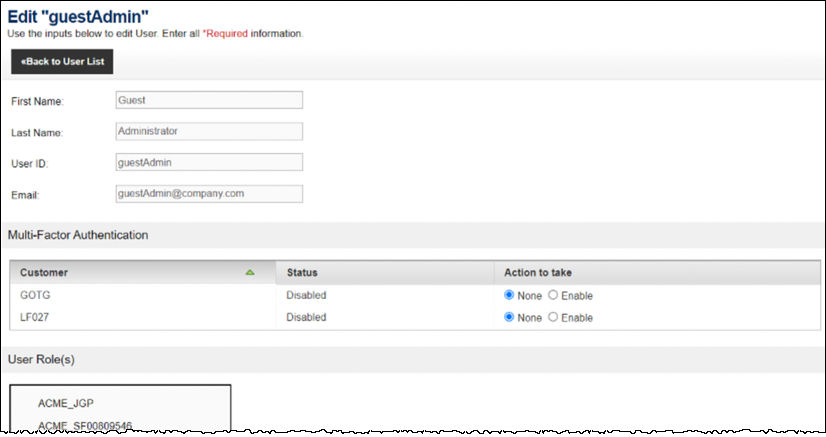 Edit "guestAdmin"
Use the inputs below to edit User. Enter all *Required information.
«Back to User List
First Name: Guest
Last Name: Administrator
User ID: guestAdmin
Email: guestAdmin@company.com
Multi-Factor Authentication
Customer Status Action to take
GOTG Disabled None Enable
LF027 Disabled None Enable
User Role(s)
ACME_JGP
ACME_SF00809546